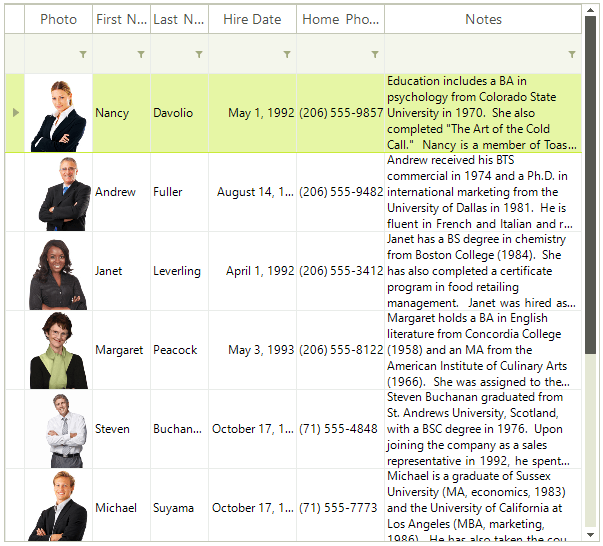 Photo First N... Last N... Hire Date Home Pho... Notes
Nancy Davolio May 1, 1992 (206) 555-9857
Education includes a BA in
psychology from Colorado State
University in 1970.  She also
completed "The Art of the Cold
Call."  Nancy is a member of Toas...
Andrew Fuller August 14, 1... (206) 555-9482
Andrew received his BTS
commercial in 1974 and a Ph.D. in
international marketing from the
University of Dallas in 1981.  He is
fluent in French and Italian and r...
Janet Leverling April 1, 1992 (206) 555-3412
Janet has a BS degree in chemistry
from Boston College (1984).  She
has also completed a certificate
program in food retailing
management.  Janet was hired as...
Margaret Peacock May 3, 1993 (206) 555-8122
Margaret holds a BA in English
literature from Concordia College
(1958) and an MA from the
American Institute of Culinary Arts
(1966).  She was assigned to the...
Steven Buchan... October 17, 1... (71) 555-4848
Steven Buchanan graduated from
St. Andrews University, Scotland,
with a BSC degree in 1976.  Upon
joining the company as a sales
representative in 1992, he spent...
Michael Suyama October 17, 1... (71) 555-7773
Michael is a graduate of Sussex
University (MA, economics, 1983)
and the University of California at
Los Angeles (MBA, marketing,
1986).  He has also taken the cou...